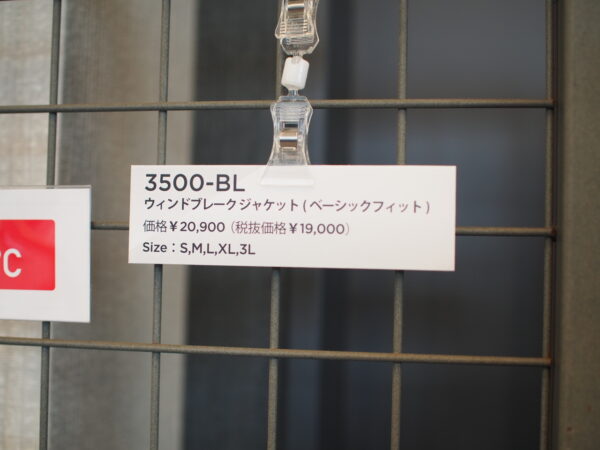 3500-BL
ウィンドブレークジャケット(ベーシックフィット)
価格￥20,900(税抜価格￥19,000)
Size：S,M,L,XL,3L
℃